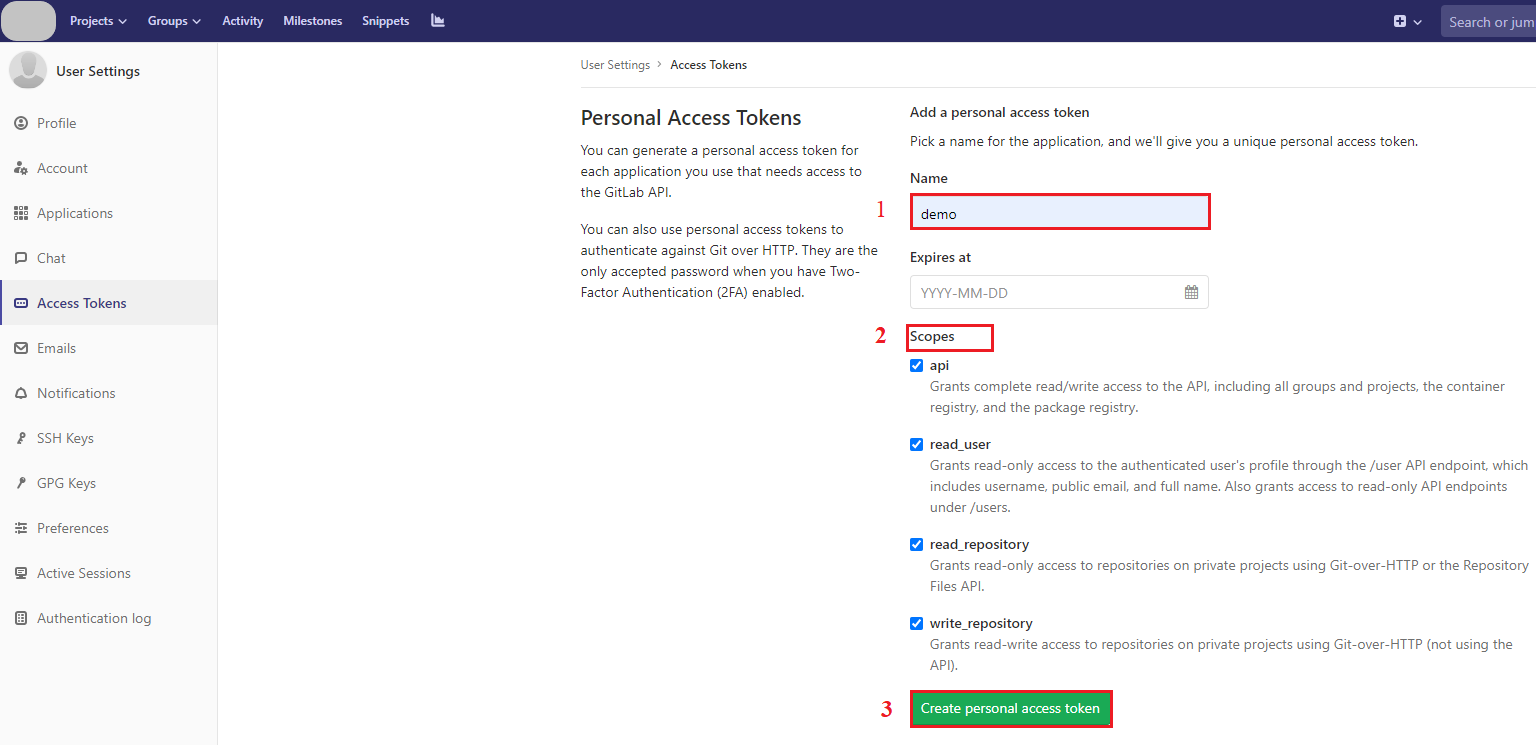 Projects Groups Activity Milestones Snippets Search or jum
User Settings
Profile
Account
Applications
Chat
Access Tokens
Emails
Notifications
SSH Keys
GPG Keys
Preferences
Active Sessions
Authentication log
User Settings > Access Tokens
Personal Access Tokens
You can generate a personal access token for
each application you use that needs access to
the GitLab API.
You can also use personal access tokens to
authenticate against Git over HTTP. They are the
only accepted password when you have Two-
Factor Authentication (2FA) enabled.
Add a personal access token
Pick a name for the application, and we'll give you a unique personal access token.
Name
1 demo
Expires at
YYYY-MM-DD
2 Scopes
api
Grants complete read/write access to the API, including all groups and projects, the container
registry, and the package registry.
read_user
Grants read-only access to the authenticated user's profile through the /user API endpoint, which
includes username, public email, and full name. Also grants access to read-only API endpoints
under /users.
read_repository
Grants read-only access to repositories on private projects using Git-over-HTTP or the Repository
Files API.
write_repository
Grants read-write access to repositories on private projects using Git-over-HTTP (not using the
API).
3 Create personal access token